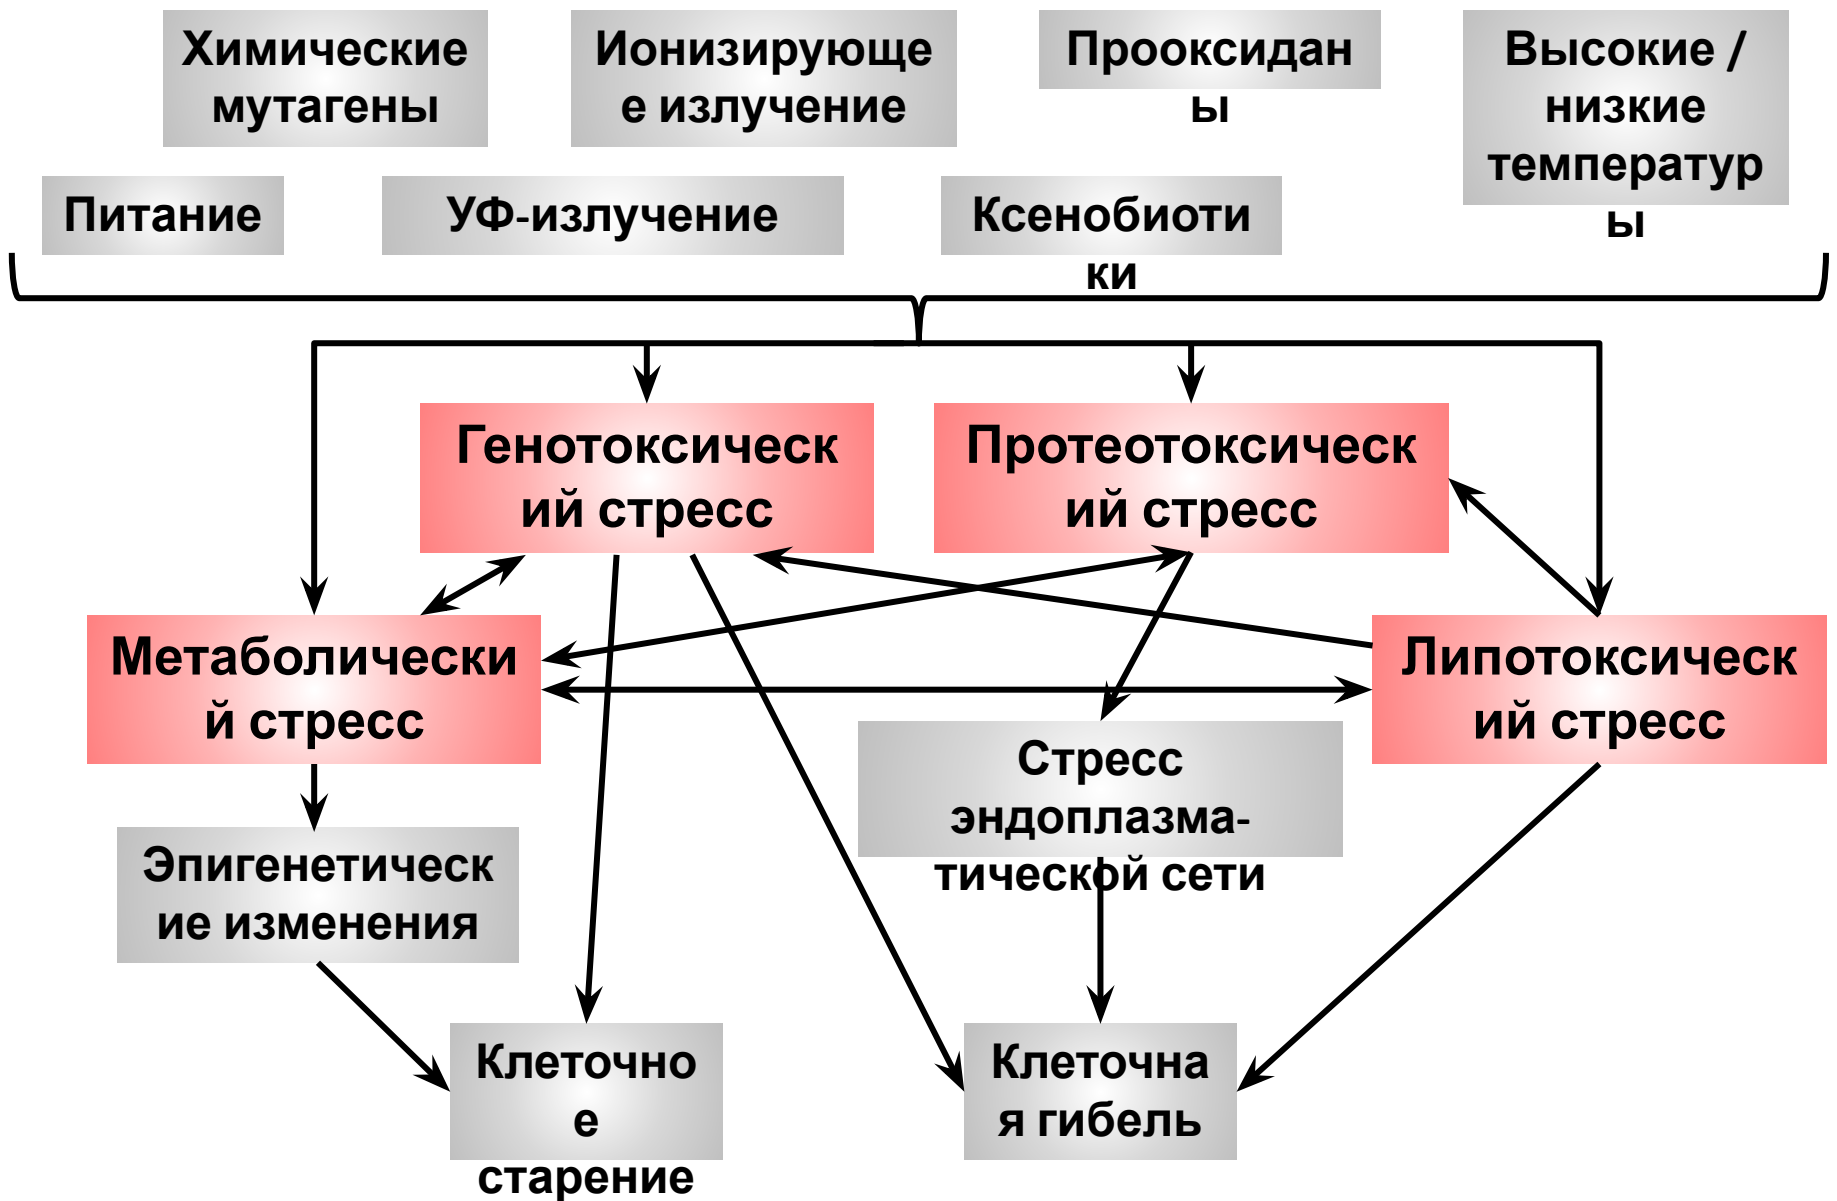 Химические
мутагены
Ионизирующе
е излучение
Прооксидан
ы
Высокие /
низкие
температур
ы
Питание
УФ-излучение
Ксенобиоти
ки
Генотоксическ
ий стресс
Протеотоксическ
ий стресс
Метаболически
й стресс
Липотоксическ
ий стресс
Стресс
эндоплазма-
тической сети
Эпигенетическ
ие изменения
Клеточно
е
старение
Клеточна
я гибель